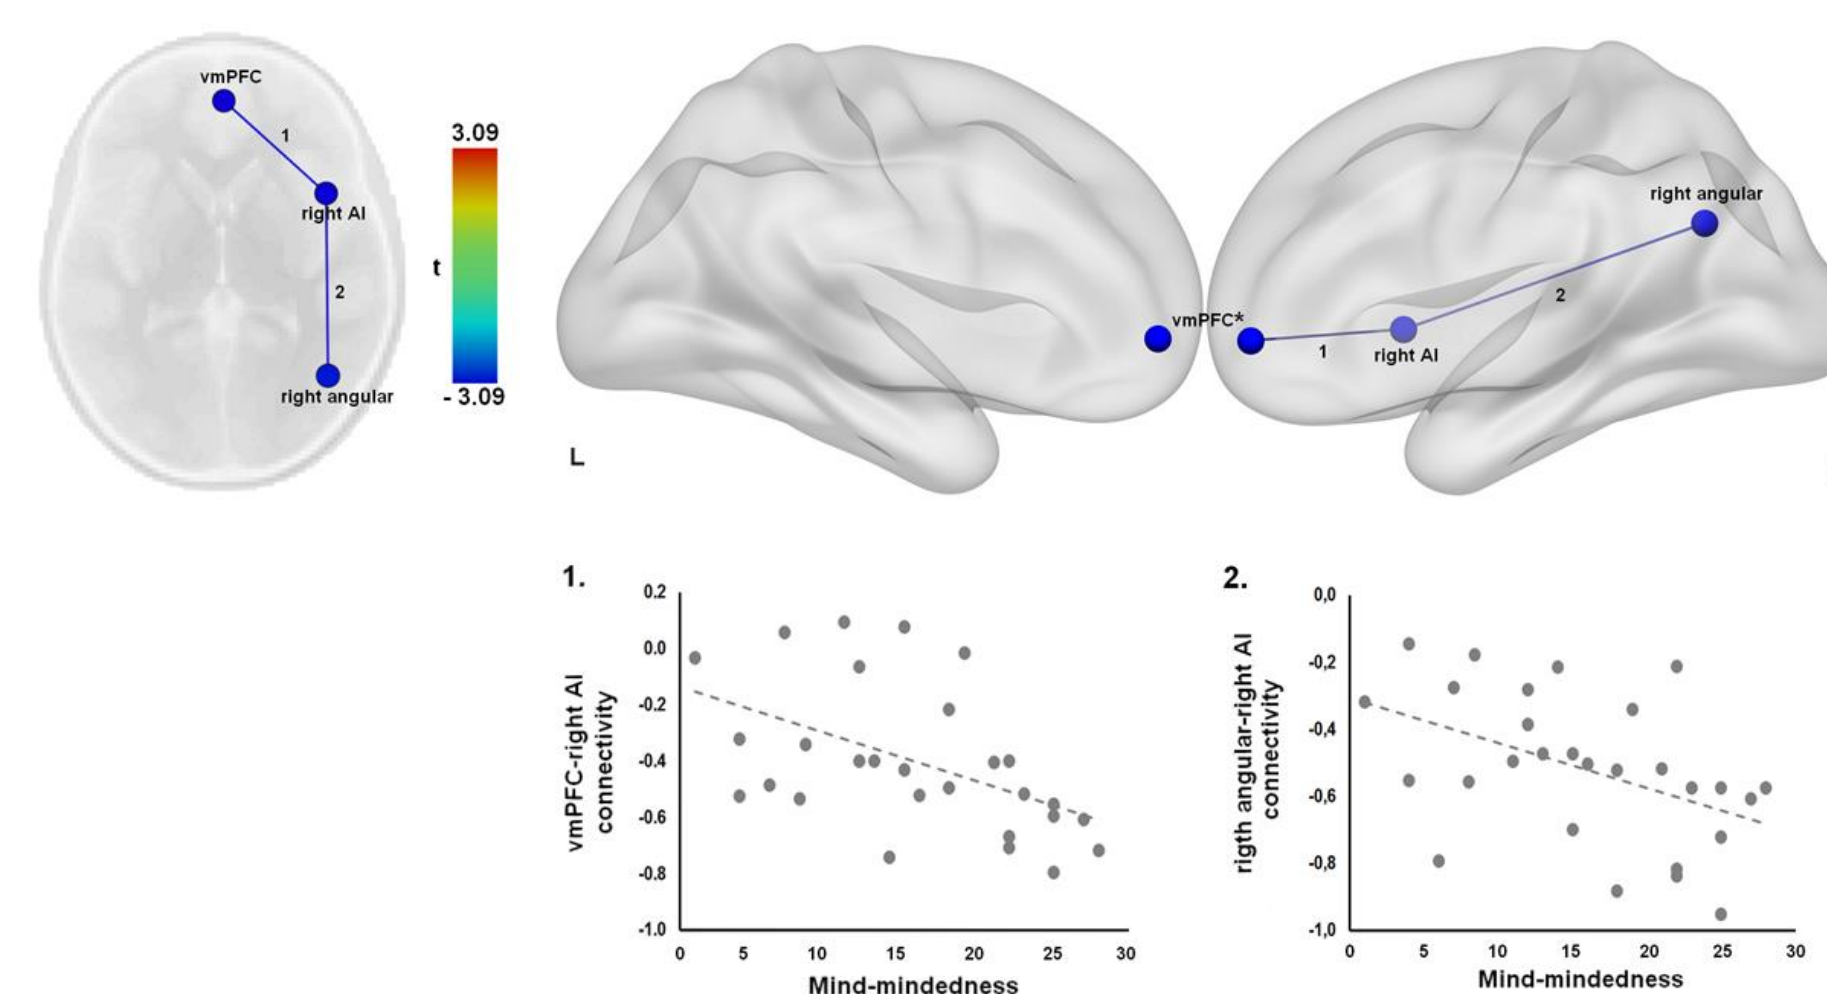 vmPFC
1
right AI
2
right angular
3.09
t
- 3.09
L
vmPFC*
1
right AI
2
right angular
1.
vmPFC-right AI
connectivity
0.2
0.0
-0.2
-0.4
-0.6
-0.8
-1.0
0 5 10 15 20 25 30
Mind-mindedness
2.
rigth angular-right AI
connectivity
0,0
-0,2
-0,4
-0,6
-0,8
-1,0
0 5 10 15 20 25 30
Mind-mindedness